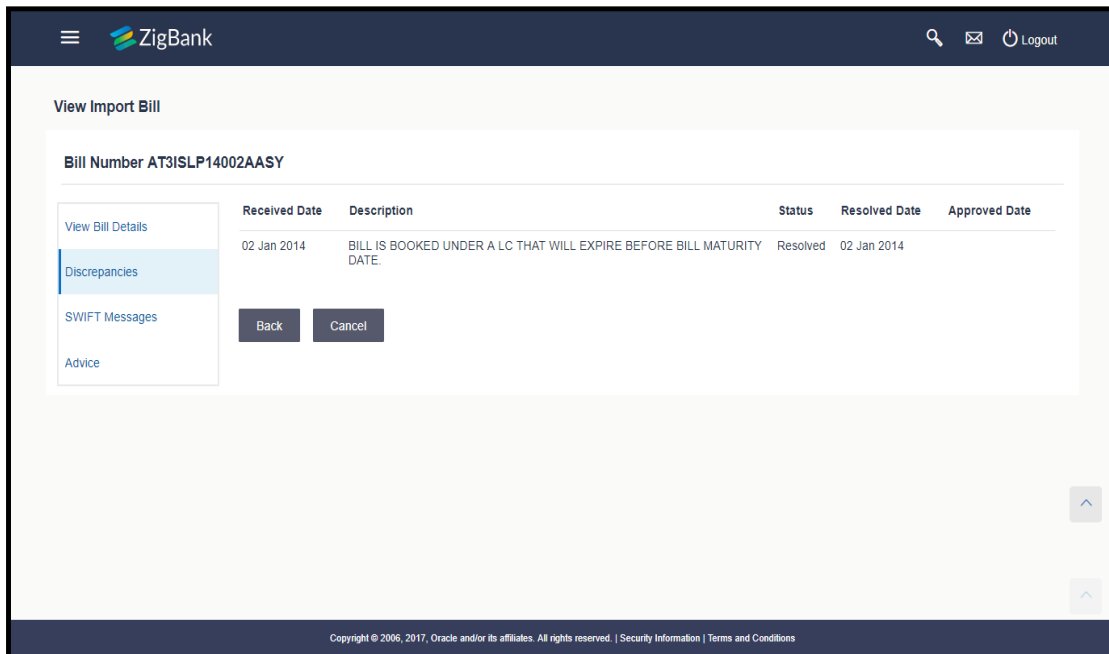 ZigBank
Logout
View Import Bill
Bill Number AT3ISLP14002AASY
View Bill Details
Discrepancies
SWIFT Messages
Advice
Received Date Description Status Resolved Date Approved Date
02 Jan 2014 BILL IS BOOKED UNDER A LC THAT WILL EXPIRE BEFORE BILL MATURITY Resolved 02 Jan 2014
DATE.
Back Cancel
Copyright © 2006, 2017, Oracle and/or its affiliates. All rights reserved. | Security Information | Terms and Conditions